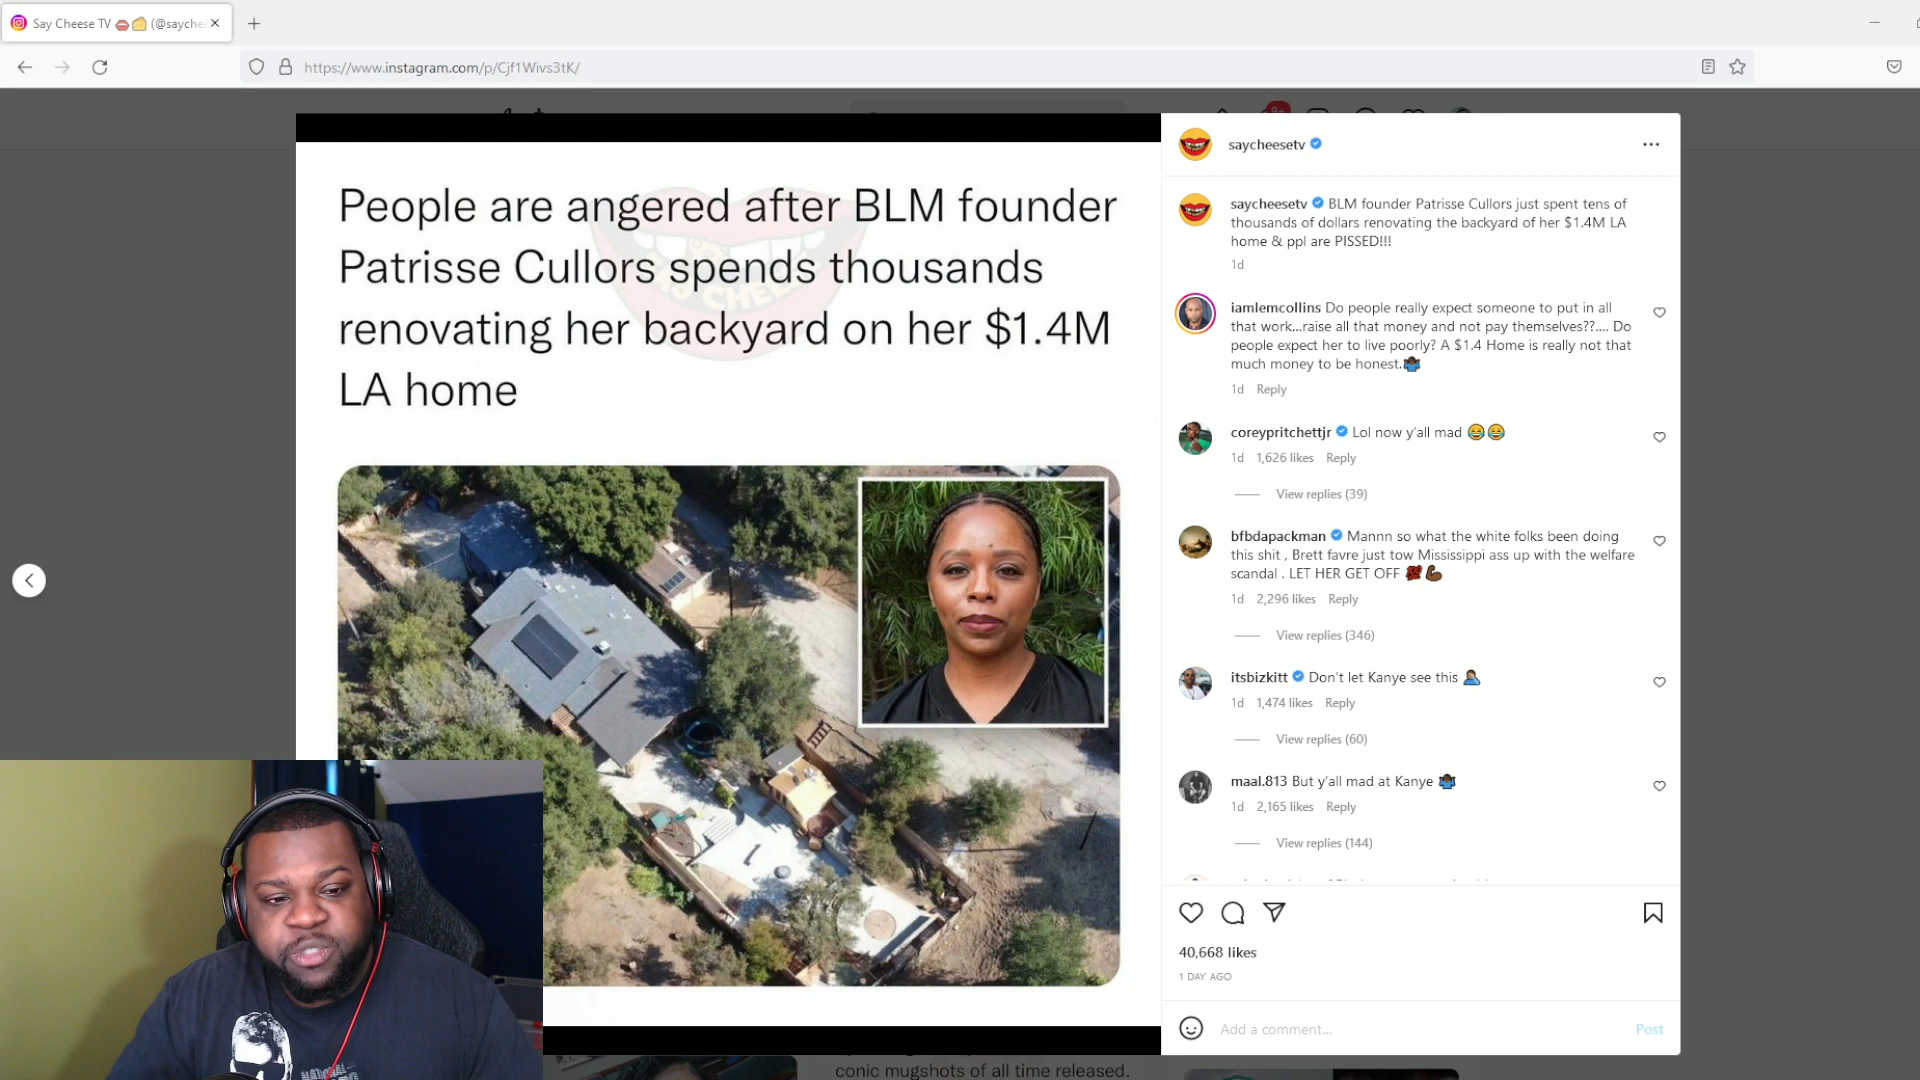 Say Cheese TV (@sayche
https://www.instagram.com/p/Cjf1Wivs3tK/
People are angered after BLM founder
Patrisse Cullors spends thousands
renovating her backyard on her $1.4M
LA home
saycheesetv
saycheesetv BLM founder Patrisse Cullors just spent tens of
thousands of dollars renovating the backyard of her $1.4M LA
home & ppl are PISSED!!!
1d
iamlemcollins Do people really expect someone to put in all
that work...raise all that money and not pay themselves??.... Do
people expect her to live poorly? A $1.4 Home is really not that
much money to be honest.
1d Reply
coreypritchettjr Lol now y'all mad 😂😂
1d 1,626 likes Reply
View replies (39)
bfbdapackman Mannn so what the white folks been doing
this shit , Brett favre just tow Mississippi ass up with the welfare
scandal . LET HER GET OFF 💯💪🏿
1d 2,296 likes Reply
View replies (346)
itsbizkitt Don't let Kanye see this
1d 1,474 likes Reply
View replies (60)
maal.813 But y'all mad at Kanye
1d 2,165 likes Reply
View replies (144)
40,668 likes
1 DAY AGO
Add a comment...
Post
conic mugshots of all time released.